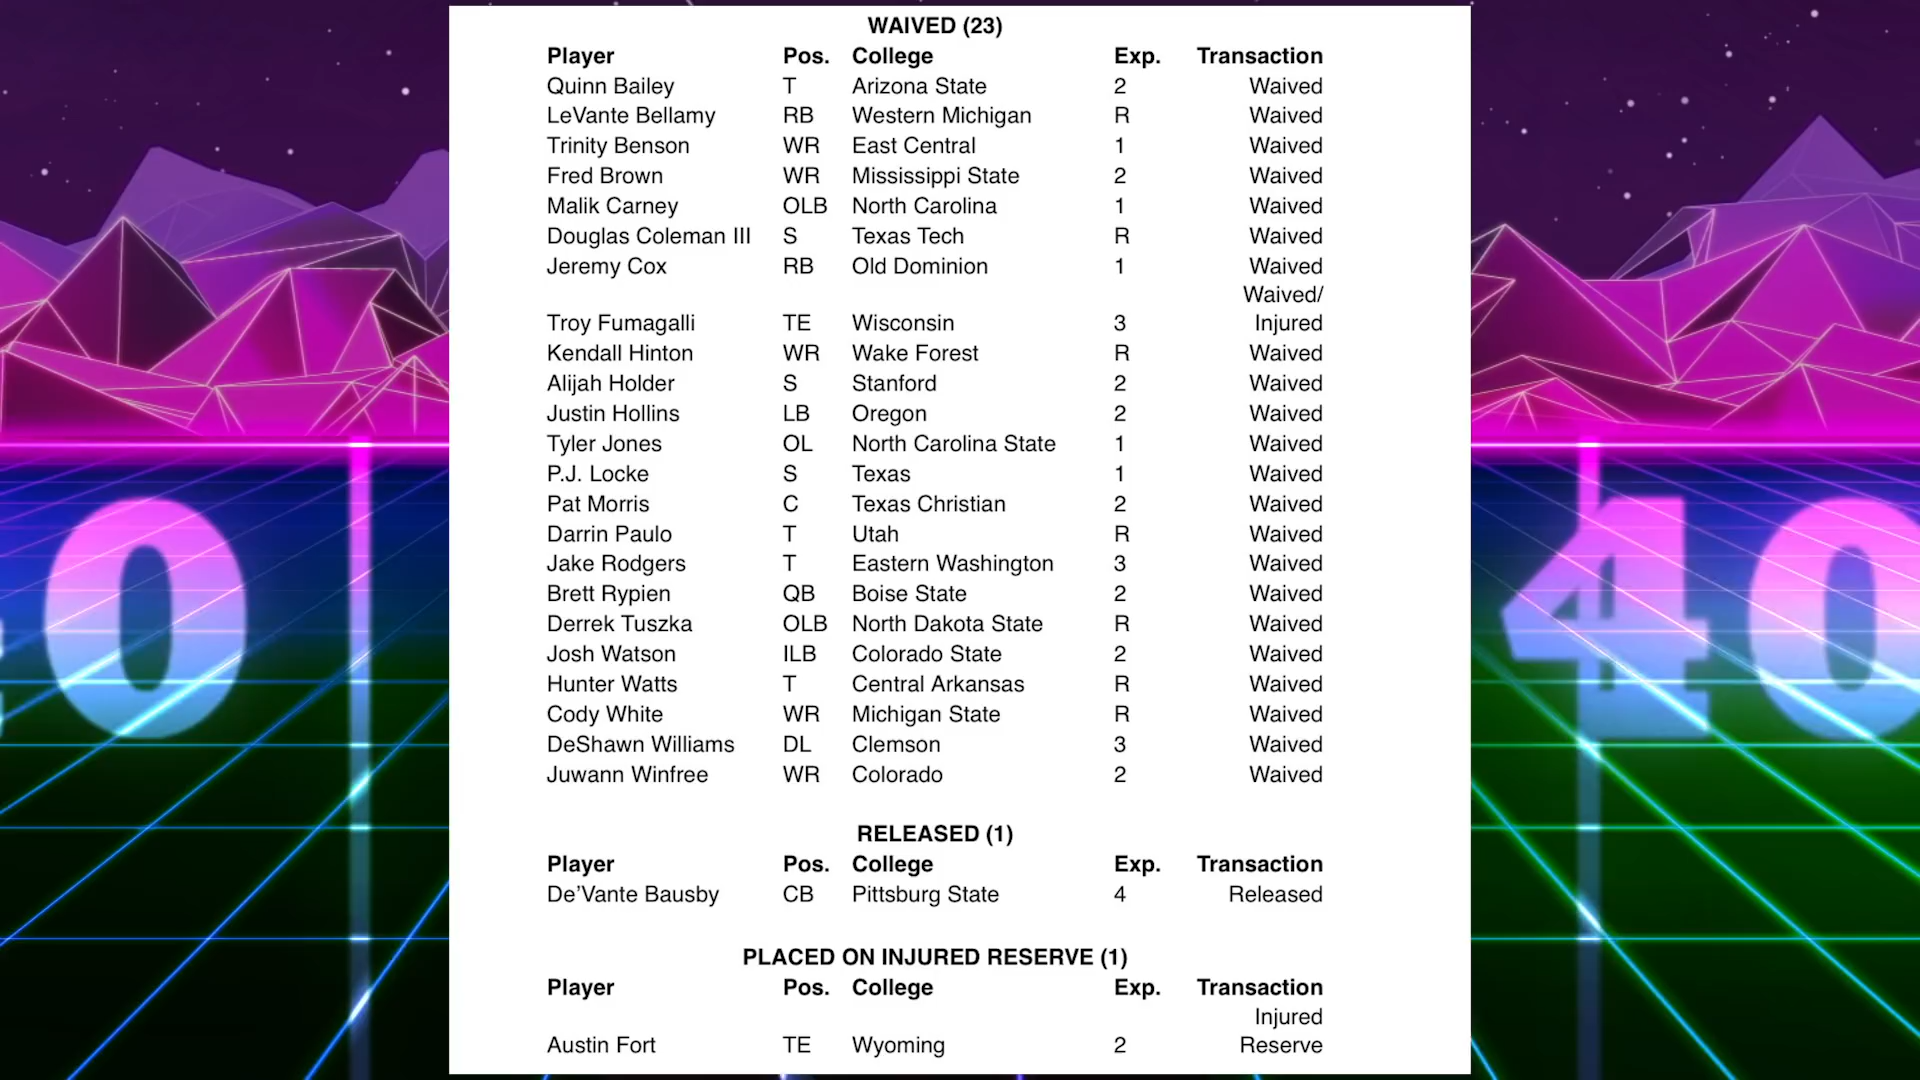 WAIVED (23)
Player Pos. College Exp. Transaction
Quinn Bailey T Arizona State 2 Waived
LeVante Bellamy RB Western Michigan R Waived
Trinity Benson WR East Central 1 Waived
Fred Brown WR Mississippi State 2 Waived
Malik Carney OLB North Carolina 1 Waived
Douglas Coleman III S Texas Tech R Waived
Jeremy Cox RB Old Dominion 1 Waived
Waived/
Troy Fumagalli TE Wisconsin 3 Injured
Kendall Hinton WR Wake Forest R Waived
Alijah Holder S Stanford 2 Waived
Justin Hollins LB Oregon 2 Waived
Tyler Jones OL North Carolina State 1 Waived
P.J. Locke S Texas 1 Waived
Pat Morris C Texas Christian 2 Waived
Darrin Paulo T Utah R Waived
Jake Rodgers T Eastern Washington 3 Waived
Brett Rypien QB Boise State 2 Waived
Derrek Tuszka OLB North Dakota State R Waived
Josh Watson ILB Colorado State 2 Waived
Hunter Watts T Central Arkansas R Waived
Cody White WR Michigan State R Waived
DeShawn Williams DL Clemson 3 Waived
Juwann Winfree WR Colorado 2 Waived
RELEASED (1)
Player Pos. College Exp. Transaction
De'Vante Bausby CB Pittsburg State 4 Released
PLACED ON INJURED RESERVE (1)
Player Pos. College Exp. Transaction
Injured
Austin Fort TE Wyoming 2 Reserve
0
40